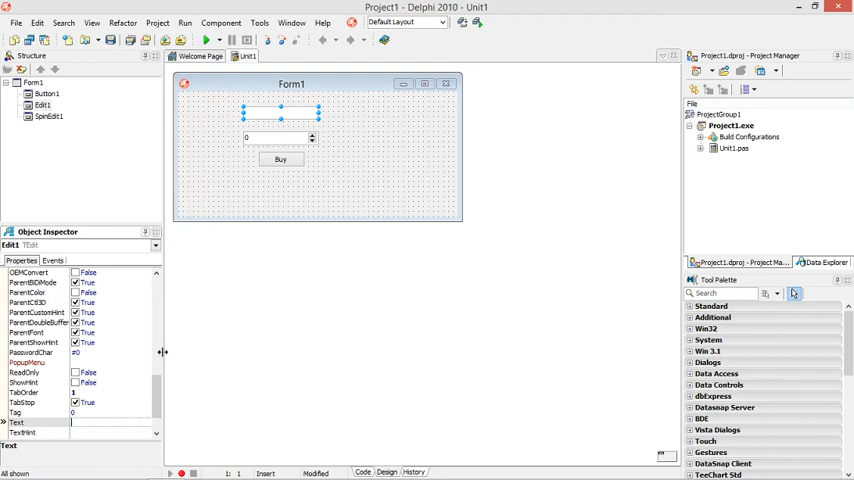 Project1 - Delphi 2010 - Unit1
File Edit Search View Refactor Project Run Component Tools Window Help Default Layout
Welcome Page Unit1
Structure
Form1
Button1
Edit1
SpinEdit1
Form1
0
Buy
Object Inspector
Edit1 TEdit
Properties Events
OEMConvert False
ParentBiDiMode True
ParentColor False
ParentCtl3D True
ParentCustomHint True
ParentDoubleBuffer True
ParentFont True
ParentShowHint True
PasswordChar #0
PopupMenu
ReadOnly False
ShowHint False
TabOrder 1
TabStop True
Tag 0
Text
TextHint
Text
All shown
1: 1 Insert Modified Code Design History
Project1.dproj - Project Manager
File
ProjectGroup1
Project1.exe
Build Configurations
Unit1.pas
Project1.dproj - Project Ma... Data Explorer
Tool Palette
Search
Standard
Additional
Win32
System
Win 3.1
Dialogs
Data Access
Data Controls
dbExpress
Datasnap Server
BDE
Vista Dialogs
Touch
Gestures
DataSnap Client
TeeChart Std